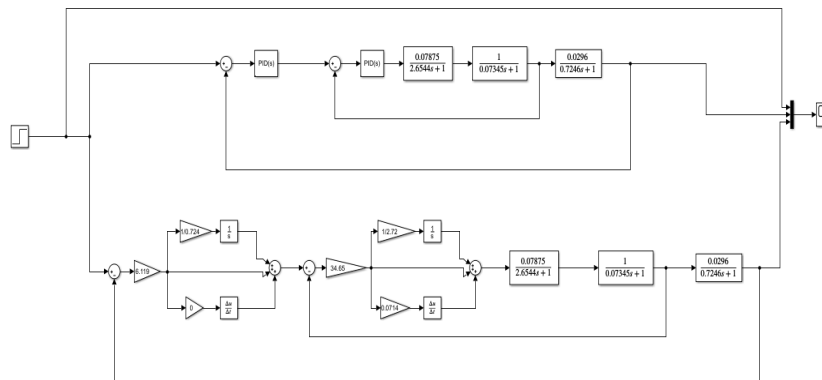 PID(s)
PID(s)
0.07875
2.6544s + 1
1
0.07345s + 1
0.0296
0.7246s + 1
1/0.724
1
s
6.119
0
Δu
Δt
1/2.72
1
s
34.65
0.0714
Δu
Δt
0.07875
2.6544s + 1
1
0.07345s + 1
0.0296
0.7246s + 1